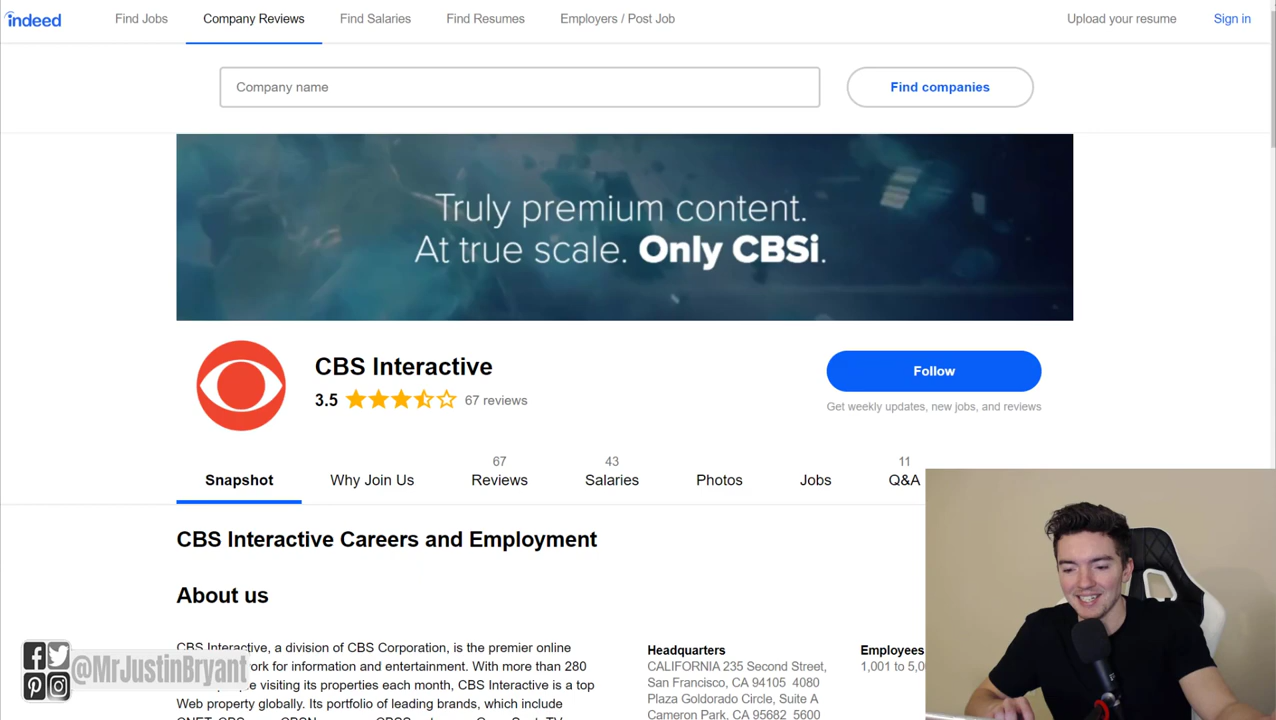 indeed
Find Jobs
Company Reviews
Find Salaries
Find Resumes
Employers / Post Job
Upload your resume
Sign in
Company name
Find companies
Truly premium content.
At true scale. Only CBSi.
CBS Interactive
3.5
67 reviews
Follow
Get weekly updates, new jobs, and reviews
Snapshot
Why Join Us
67
Reviews
43
Salaries
Photos
Jobs
11
Q&A
CBS Interactive Careers and Employment
About us
CBS Interactive, a division of CBS Corporation, is the premier online
ork for information and entertainment. With more than 280
visiting its properties each month, CBS Interactive is a top
Web property globally. Its portfolio of leading brands, which include
Headquarters
CALIFORNIA 235 Second Street,
San Francisco, CA 94105 4080
Plaza Goldorado Circle, Suite A
Cameron Park, CA 95682 5600
Employees
1,001 to 5,0
@MrJustinBryant